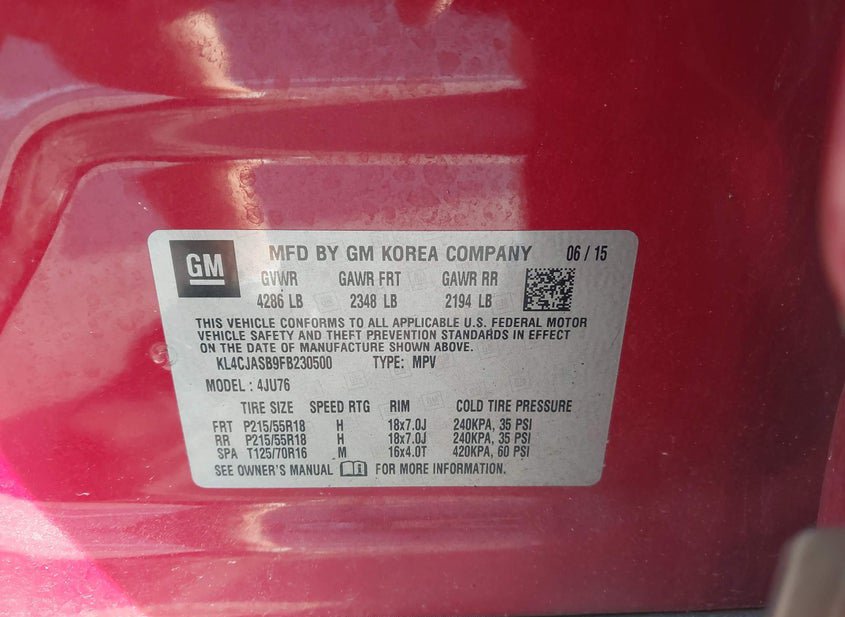 GM MFD BY GM KOREA COMPANY 06 / 15
GVWR GAWR FRT GAWR RR
4286 LB 2348 LB 2194 LB
THIS VEHICLE CONFORMS TO ALL APPLICABLE U.S. FEDERAL MOTOR
VEHICLE SAFETY AND THEFT PREVENTION STANDARDS IN EFFECT
ON THE DATE OF MANUFACTURE SHOWN ABOVE.
KL4CJASB9FB230500 TYPE: MPV
MODEL : 4JU76
TIRE SIZE SPEED RTG RIM COLD TIRE PRESSURE
FRT P215/55R18 H 18x7.0J 240KPA, 35 PSI
RR P215/55R18 H 18x7.0J 240KPA, 35 PSI
SPA T125/70R16 M 16x4.0T 420KPA, 60 PSI
SEE OWNER'S MANUAL FOR MORE INFORMATION.